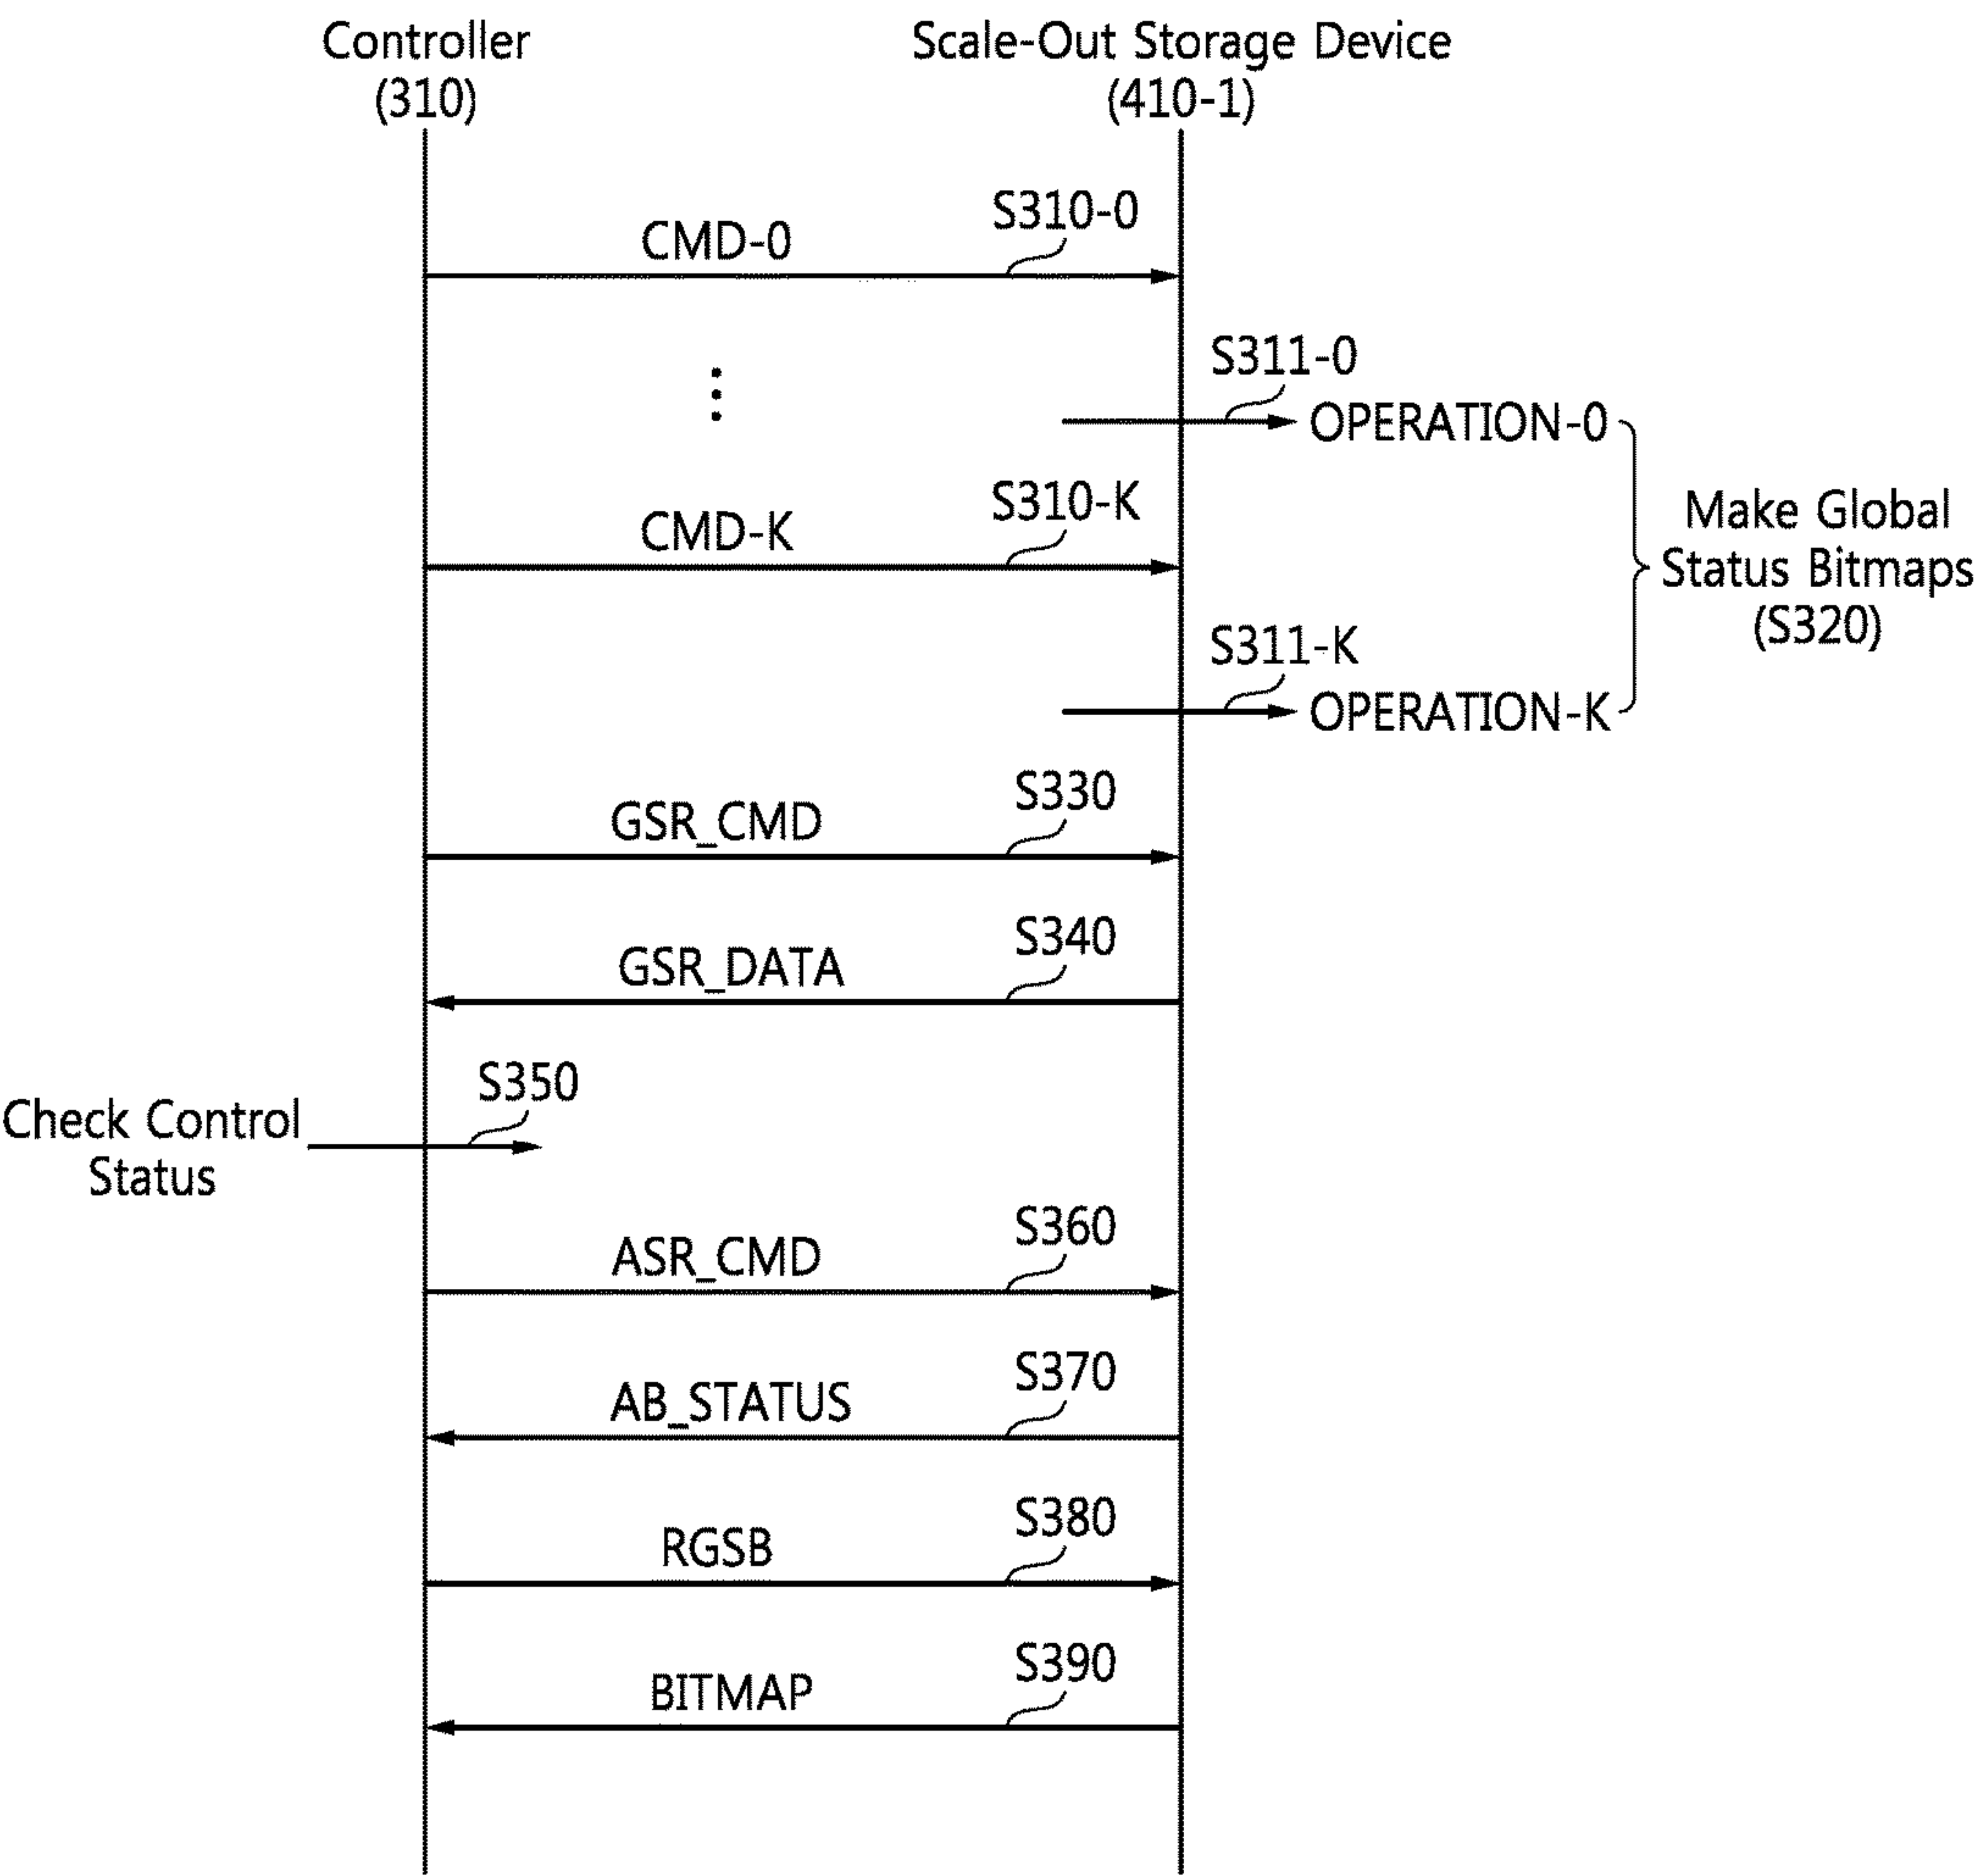 Controller
(310)
Scale-Out Storage Device
(410-1)
S310-0
CMD-0
S311-0
OPERATION-0
S310-K
CMD-K
Make Global
Status Bitmaps
(S320)
S311-K
OPERATION-K
S330
GSR_CMD
S340
GSR_DATA
S350
Check Control
Status
S360
ASR_CMD
S370
AB_STATUS
S380
RGSB
S390
BITMAP